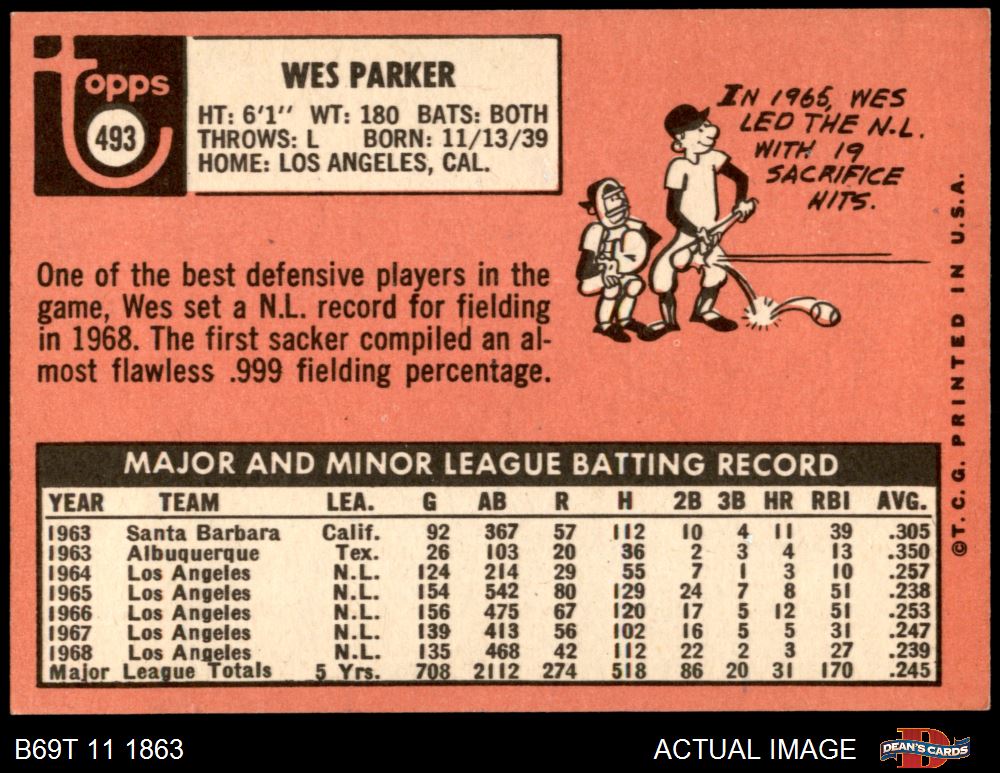 topps
493
WES PARKER
HT: 6'1" WT: 180 BATS: BOTH
THROWS: L BORN: 11/13/39
HOME: LOS ANGELES, CAL.
IN 1965, WES
LED THE N.L.
WITH 19
SACRIFICE
HITS.
One of the best defensive players in the
game, Wes set a N.L. record for fielding
in 1968. The first sacker compiled an al-
most flawless .999 fielding percentage.
MAJOR AND MINOR LEAGUE BATTING RECORD
YEAR TEAM LEA. G AB R H 2B 3B HR RBI AVG.
1963 Santa Barbara Calif. 92 367 57 112 10 4 11 39 .305
1963 Albuquerque Tex. 26 103 20 36 2 3 4 13 .350
1964 Los Angeles N.L. 124 214 29 55 7 1 3 10 .257
1965 Los Angeles N.L. 154 542 80 129 24 7 8 51 .238
1966 Los Angeles N.L. 156 475 67 120 17 5 12 51 .253
1967 Los Angeles N.L. 139 413 56 102 16 5 5 31 .247
1968 Los Angeles N.L. 135 468 42 112 22 2 3 27 .239
Major League Totals 5 Yrs. 708 2112 274 518 86 20 31 170 .245
©T.C.G. PRINTED IN U.S.A.
B69T 11 1863
ACTUAL IMAGE
DEAN'S CARDS